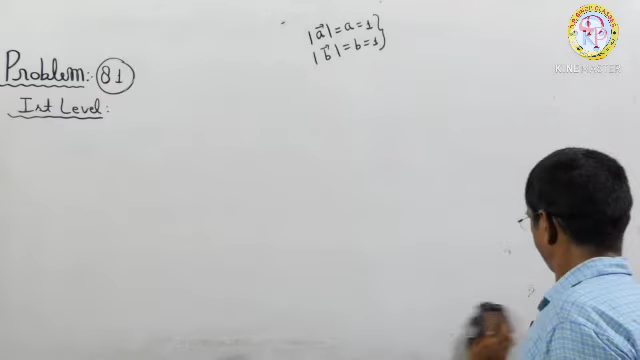 |a⃗| = a = 1}
|b⃗| = b = 1}
Problem: 81
Ist Level:
KINEMASTER